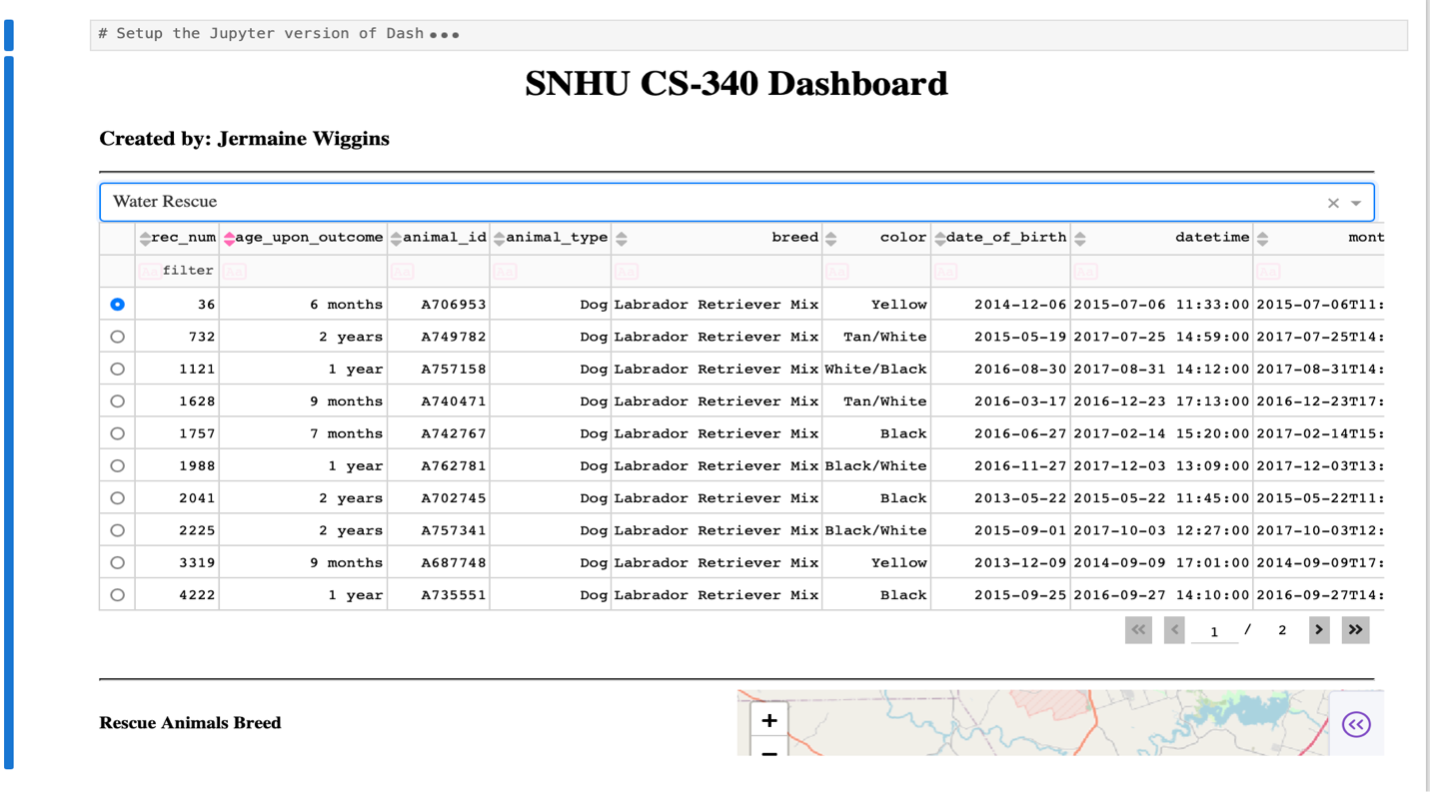 # Setup the Jupyter version of Dash •••
SNHU CS-340 Dashboard
Created by: Jermaine Wiggins
Water Rescue
rec_num age_upon_outcome animal_id animal_type breed color date_of_birth datetime mont
Aa filter Aa Aa Aa Aa Aa Aa Aa Aa
36 6 months A706953 Dog Labrador Retriever Mix Yellow 2014-12-06 2015-07-06 11:33:00 2015-07-06T11:
732 2 years A749782 Dog Labrador Retriever Mix Tan/White 2015-05-19 2017-07-25 14:59:00 2017-07-25T14:
1121 1 year A757158 Dog Labrador Retriever Mix White/Black 2016-08-30 2017-08-31 14:12:00 2017-08-31T14:
1628 9 months A740471 Dog Labrador Retriever Mix Tan/White 2016-03-17 2016-12-23 17:13:00 2016-12-23T17:
1757 7 months A742767 Dog Labrador Retriever Mix Black 2016-06-27 2017-02-14 15:20:00 2017-02-14T15:
1988 1 year A762781 Dog Labrador Retriever Mix Black/White 2016-11-27 2017-12-03 13:09:00 2017-12-03T13:
2041 2 years A702745 Dog Labrador Retriever Mix Black 2013-05-22 2015-05-22 11:45:00 2015-05-22T11:
2225 2 years A757341 Dog Labrador Retriever Mix Black/White 2015-09-01 2017-10-03 12:27:00 2017-10-03T12:
3319 9 months A687748 Dog Labrador Retriever Mix Yellow 2013-12-09 2014-09-09 17:01:00 2014-09-09T17:
4222 1 year A735551 Dog Labrador Retriever Mix Black 2015-09-25 2016-09-27 14:10:00 2016-09-27T14:
1 / 2
Rescue Animals Breed
+
−